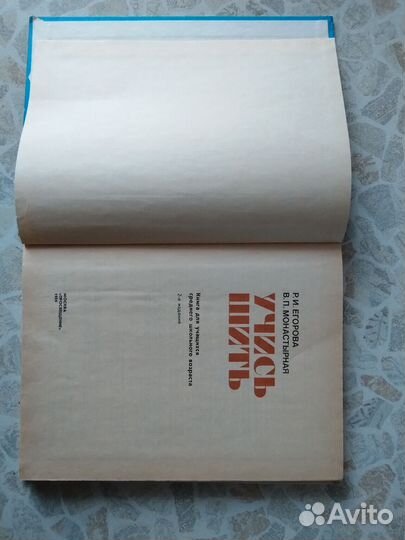 Р.И. ЕГОРОВА
В.П. МОНАСТЫРНАЯ
УЧИСЬ
ШИТЬ
Книга для учащихся
среднего школьного возраста
2-е издание
МОСКВА
«ПРОСВЕЩЕНИЕ»
Avito